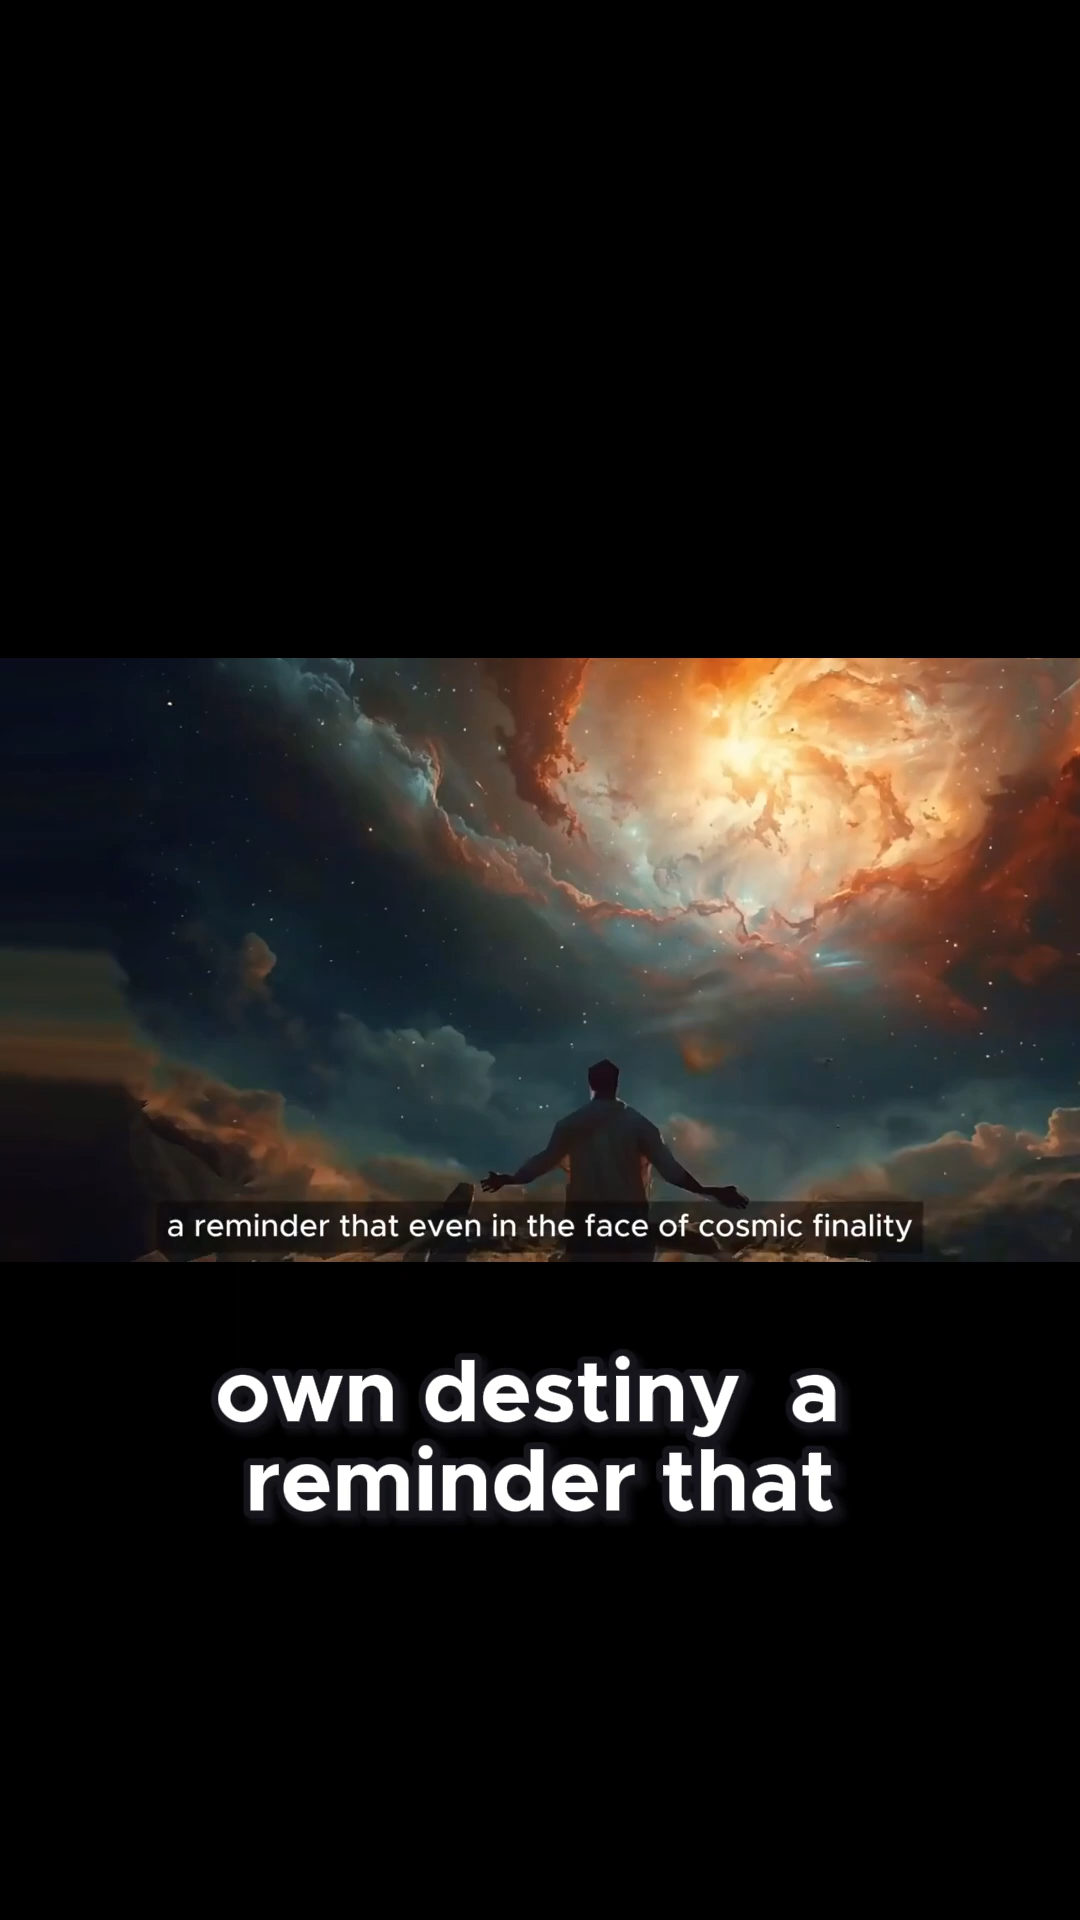 a reminder that even in the face of cosmic finality
own destiny a
reminder that